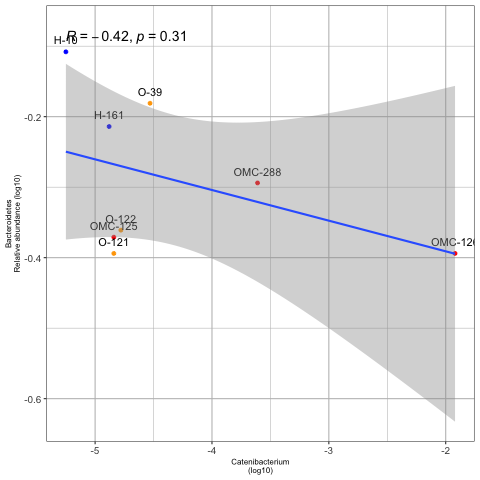 H-10
R = – 0.42, p = 0.31
O-39
H-161
OMC-288
O-122
OMC-125
O-121
OMC-126
-0.2
-0.4
-0.6
-5
-4
-3
-2
Bacteroidetes
Relative abundance (log10)
Catenibacterium
(log10)